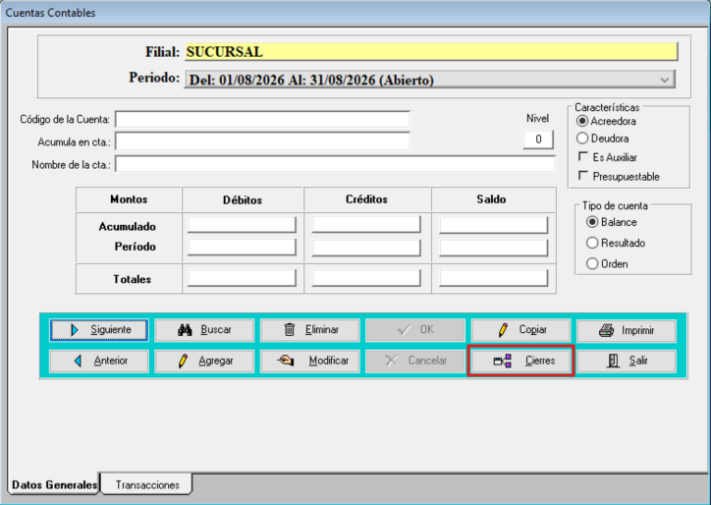 Cuentas Contables
Filial: SUCURSAL
Periodo: Del: 01/08/2026 Al: 31/08/2026 (Abierto)
Código de la Cuenta:
Nivel
Acumula en cta.:
0
Nombre de la cta.:
Características
Acreedora
Deudora
Es Auxiliar
Presupuestable
Montos Débitos Créditos Saldo
Acumulado
Período
Totales
Tipo de cuenta
Balance
Resultado
Orden
Siguiente Buscar Eliminar OK Copiar Imprimir
Anterior Agregar Modificar Cancelar Cierres Salir
Datos Generales Transacciones